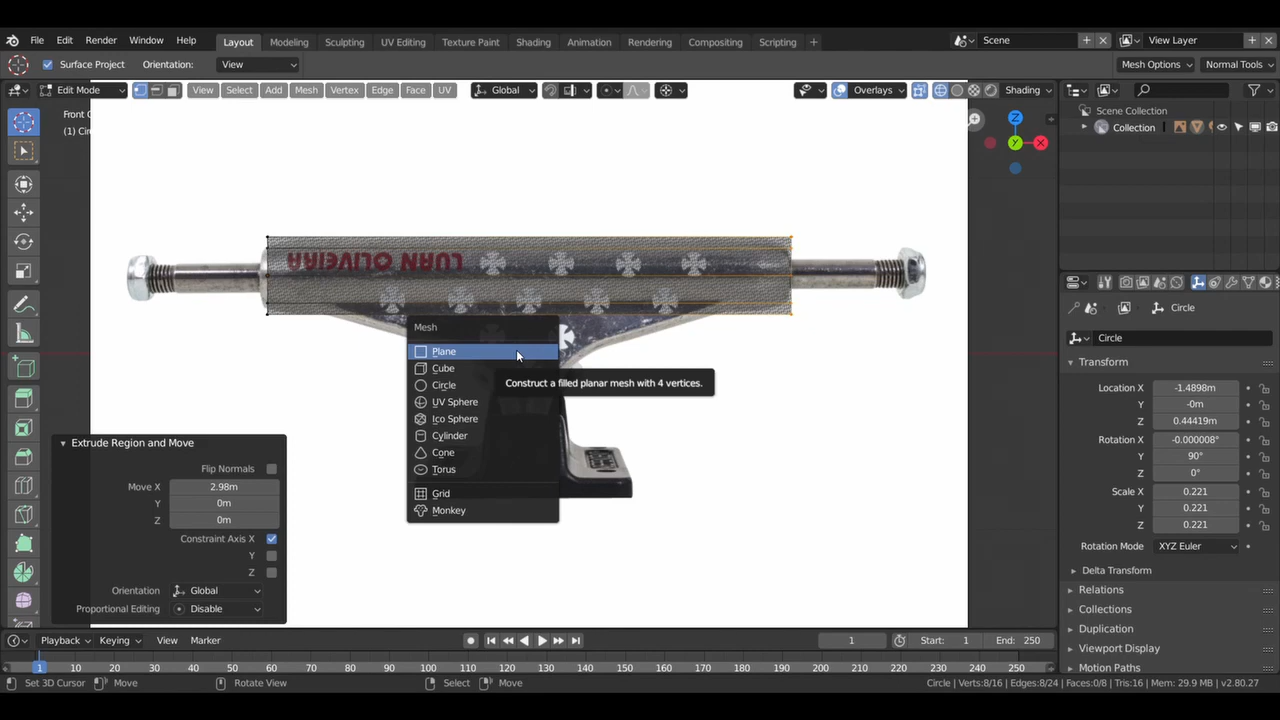 File Edit Render Window Help Layout Modeling Sculpting UV Editing Texture Paint Shading Animation Rendering Compositing Scripting + Scene View Layer
Surface Project Orientation: View Mesh Options Normal Tools
Edit Mode View Select Add Mesh Vertex Edge Face UV Global Overlays Shading
Front O
(1) Circ
Z
Y
X
Scene Collection
Collection
LUAN OLIVEIRA
Mesh
Plane
Cube
Circle
UV Sphere
Ico Sphere
Cylinder
Cone
Torus
Grid
Monkey
Construct a filled planar mesh with 4 vertices.
Extrude Region and Move
Flip Normals
Move X 2.98m
Y 0m
Z 0m
Constraint Axis X
Y
Z
Orientation Global
Proportional Editing Disable
Circle
Circle
Transform
Location X -1.4898m
Y -0m
Z 0.44419m
Rotation X -0.000008°
Y 90°
Z 0°
Scale X 0.221
Y 0.221
Z 0.221
Rotation Mode XYZ Euler
Delta Transform
Relations
Collections
Duplication
Viewport Display
Motion Paths
Playback Keying View Marker 1 Start: 1 End: 250
1 10 20 30 40 50 60 70 80 90 100 110 120 130 140 150 160 170 180 190 200 210 220 230 240 250
Set 3D Cursor Move Rotate View Select Move Circle | Verts:8/16 | Edges:8/24 | Faces:0/8 | Tris:16 | Mem: 29.9 MB | v2.80.27